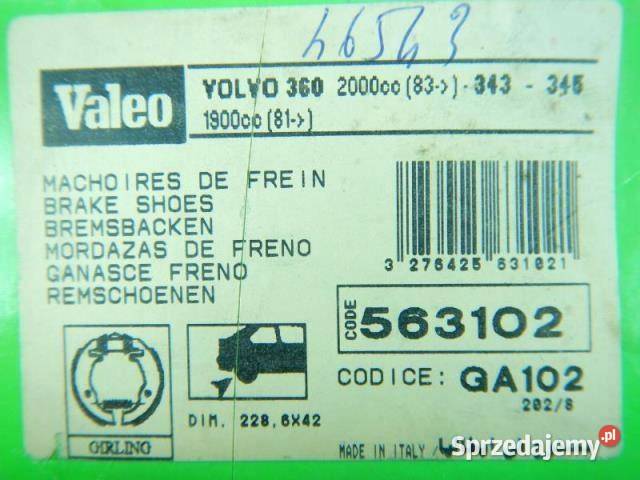 46543
Valeo
VOLVO 360 2000cc (83->) - 343 - 345
1900cc (81->)
MACHOIRES DE FREIN
BRAKE SHOES
BREMSBACKEN
MORDAZAS DE FRENO
GANASCE FRENO
REMSCHOENEN
3 276425 631021
CODE 563102
CODICE: GA102
202/6
GIRLING
DIM. 228,6X42
MADE IN ITALY
Sprzedajemy.pl